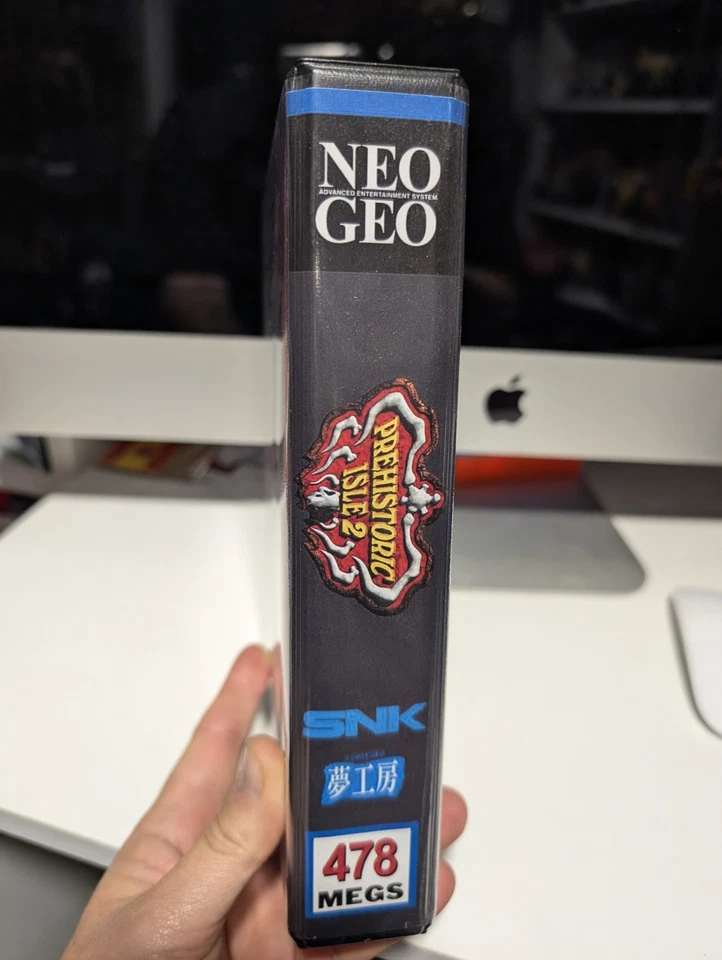 NEO
ADVANCED ENTERTAINMENT SYSTEM
GEO
PREHISTORIC
ISLE 2
SNK
夢工房
478
MEGS